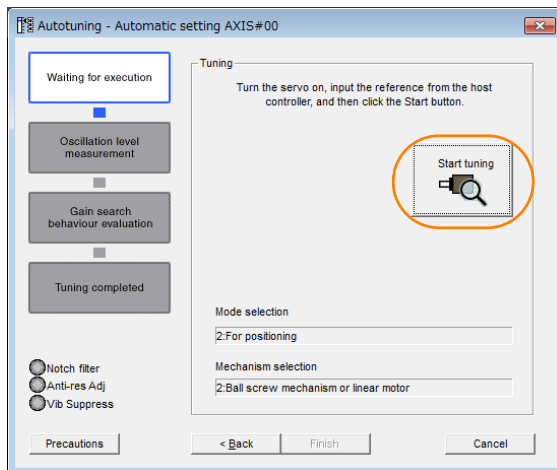 Autotuning - Automatic setting AXIS#00
Waiting for execution
Oscillation level
measurement
Gain search
behaviour evaluation
Tuning completed
Notch filter
Anti-res Adj
Vib Suppress
Tuning
Turn the servo on, input the reference from the host
controller, and then click the Start button.
Start tuning
Mode selection
2:For positioning
Mechanism selection
2:Ball screw mechanism or linear motor
Precautions
< Back
Finish
Cancel